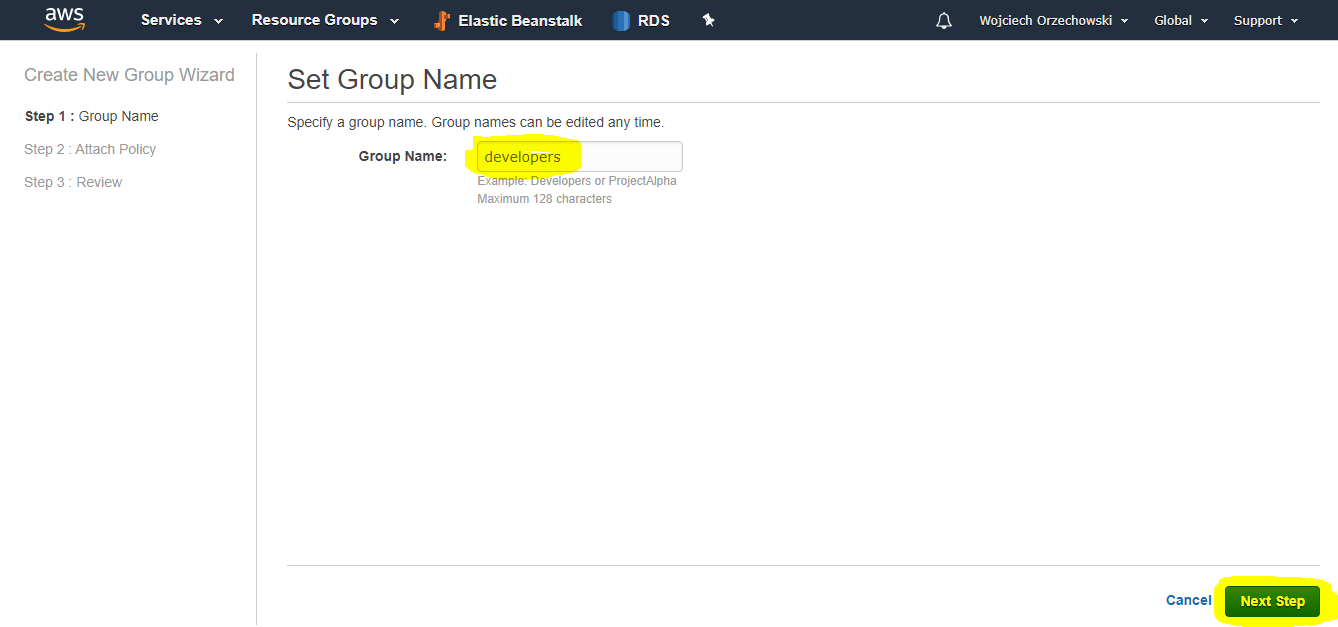 aws Services Resource Groups Elastic Beanstalk RDS Wojciech Orzechowski Global Support
Create New Group Wizard
Step 1 : Group Name
Step 2 : Attach Policy
Step 3 : Review
Set Group Name
Specify a group name. Group names can be edited any time.
Group Name: developers
Example: Developers or ProjectAlpha
Maximum 128 characters
Cancel Next Step